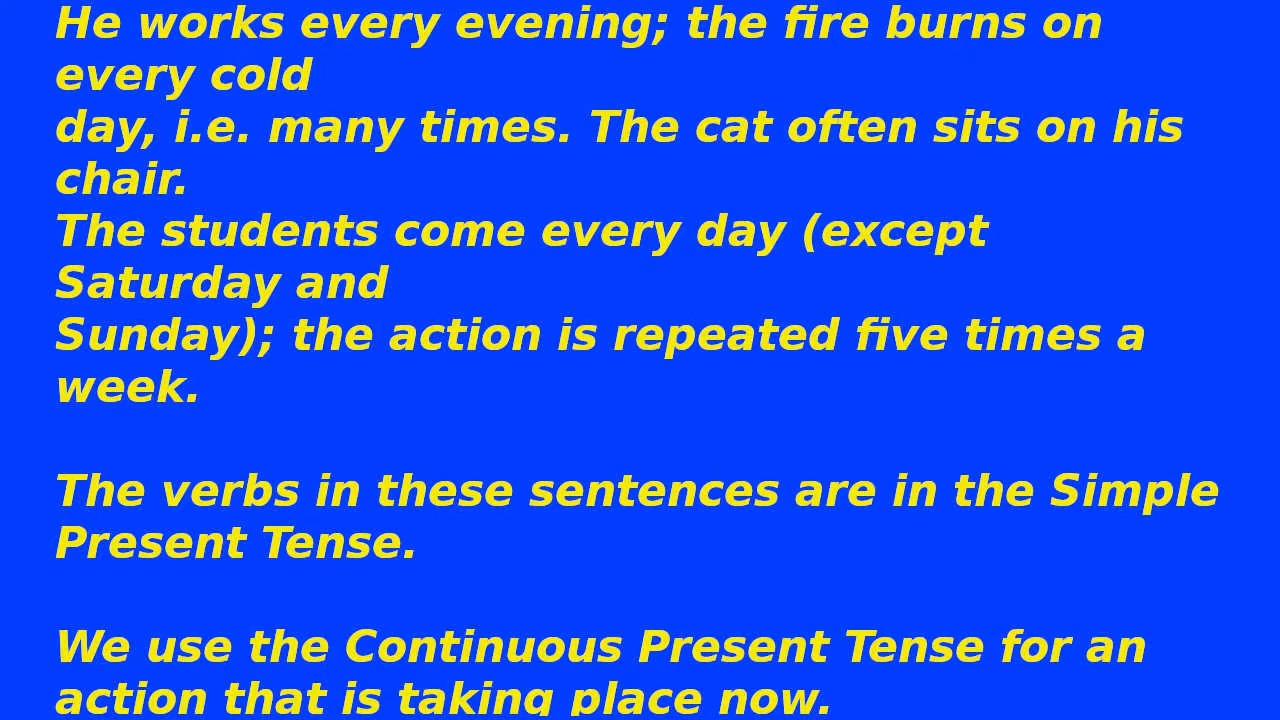 He works every evening; the fire burns on
every cold
day, i.e. many times. The cat often sits on his
chair.
The students come every day (except
Saturday and
Sunday); the action is repeated five times a
week.
The verbs in these sentences are in the Simple
Present Tense.
We use the Continuous Present Tense for an
action that is taking place now.